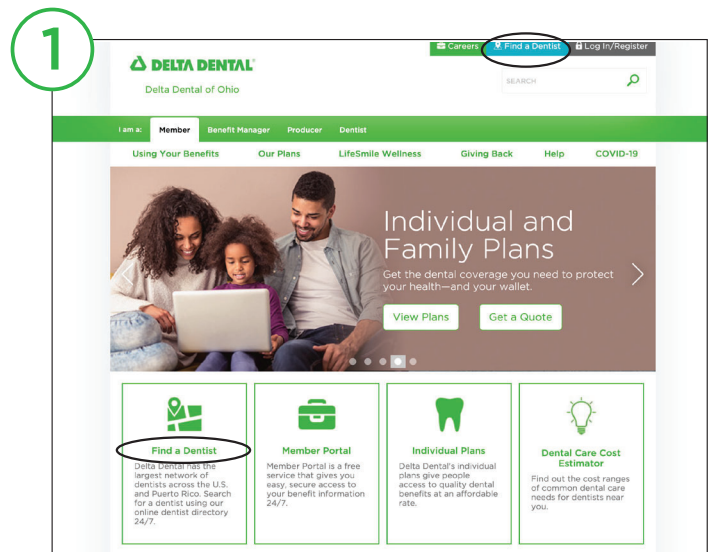 1
Careers Find a Dentist Log In/Register
DELTA DENTAL®
SEARCH
Delta Dental of Ohio
I am a: Member Benefit Manager Producer Dentist
Using Your Benefits Our Plans LifeSmile Wellness Giving Back Help COVID-19
Individual and
Family Plans
Get the dental coverage you need to protect
your health—and your wallet.
View Plans Get a Quote
Find a Dentist
Delta Dental has the
largest network of
dentists across the U.S.
and Puerto Rico. Search
for a dentist using our
online dentist directory
24/7.
Member Portal
Member Portal is a free
service that gives you
easy, secure access to
your benefit information
24/7.
Individual Plans
Delta Dental's individual
plans give people
access to quality dental
benefits at an affordable
rate.
Dental Care Cost
Estimator
Find out the cost ranges
of common dental care
needs for dentists near
you.